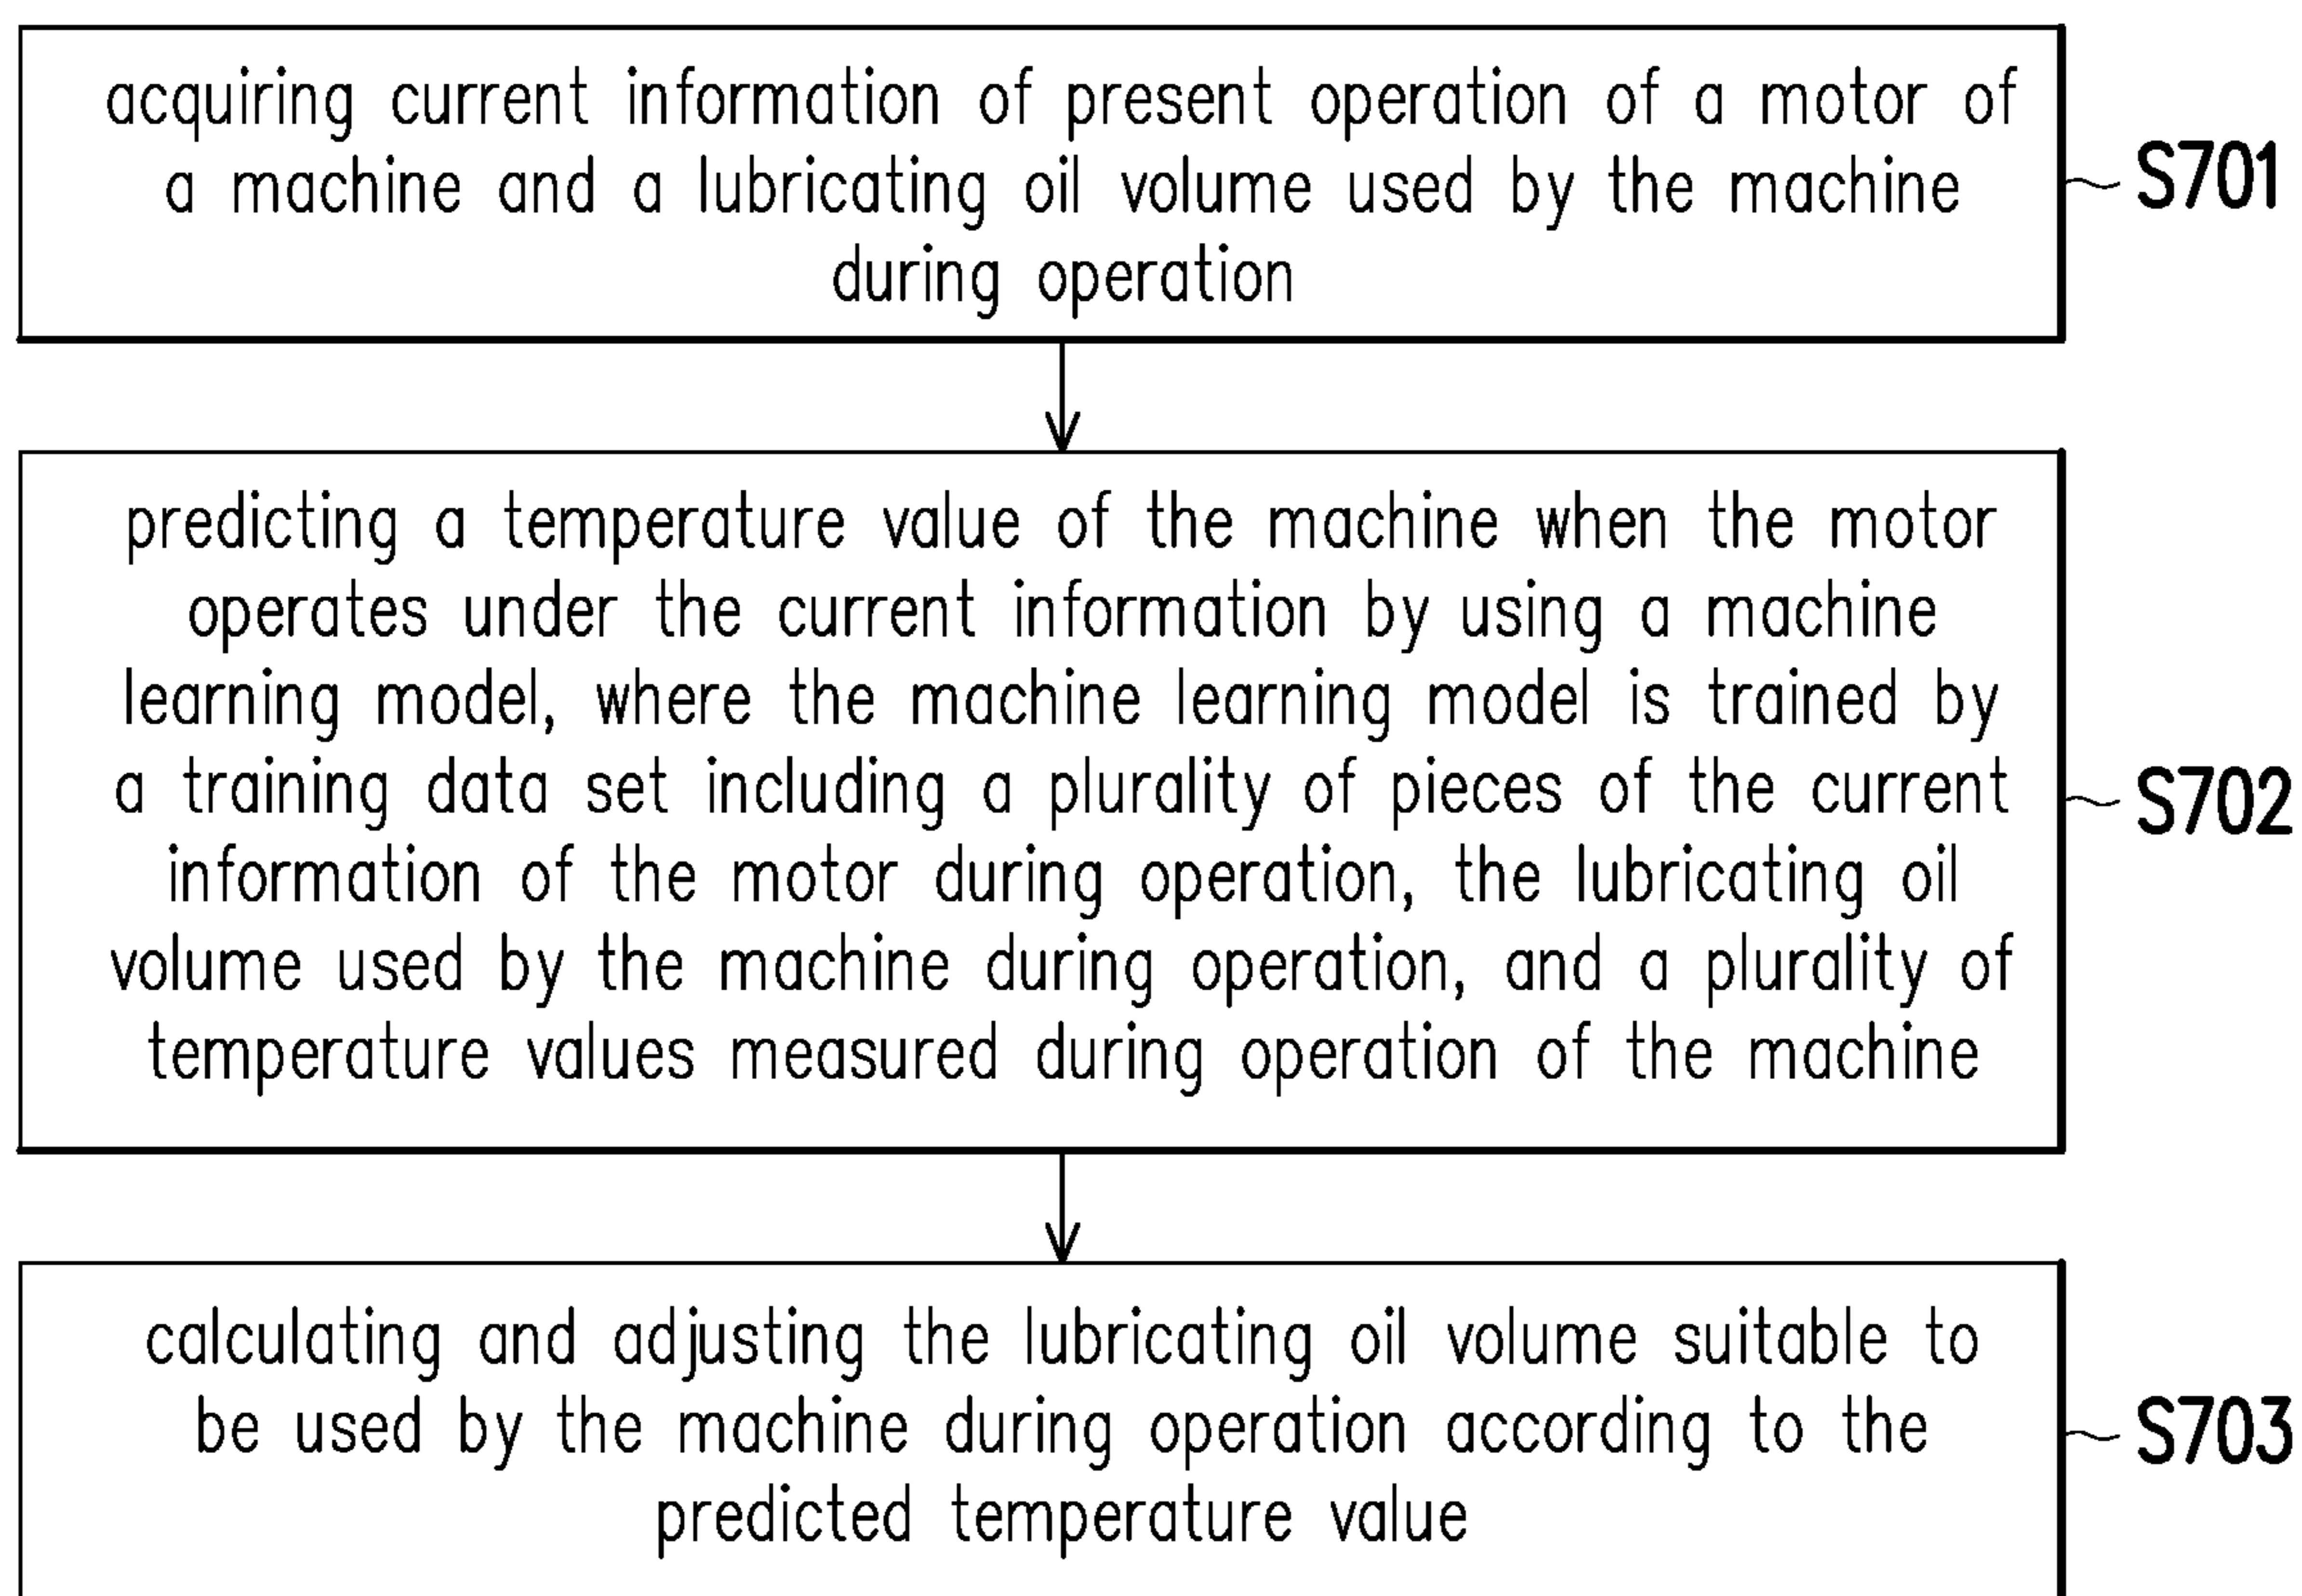 acquiring current information of present operation of a motor of
a machine and a lubricating oil volume used by the machine
during operation
S701
predicting a temperature value of the machine when the motor
operates under the current information by using a machine
learning model, where the machine learning model is trained by
a training data set including a plurality of pieces of the current
information of the motor during operation, the lubricating oil
volume used by the machine during operation, and a plurality of
temperature values measured during operation of the machine
S702
calculating and adjusting the lubricating oil volume suitable to
be used by the machine during operation according to the
predicted temperature value
S703